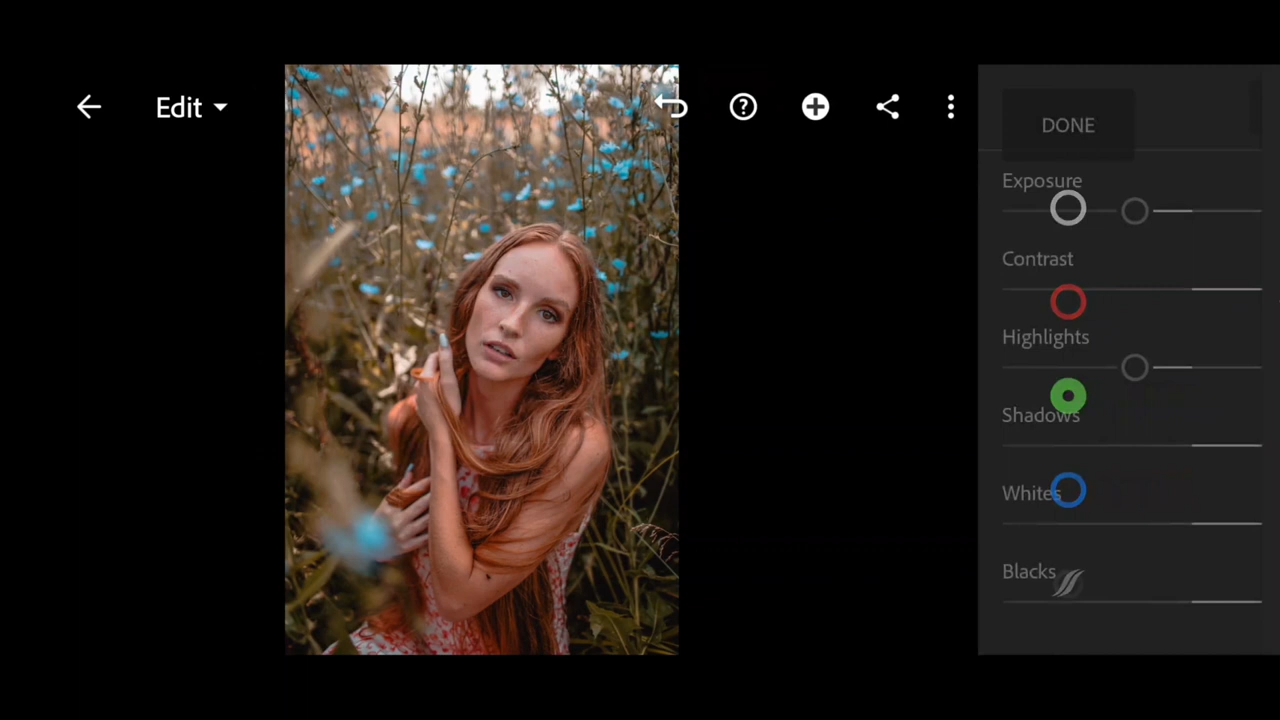 Edit
DONE
Exposure
Contrast
Highlights
Shadows
Whites
Blacks